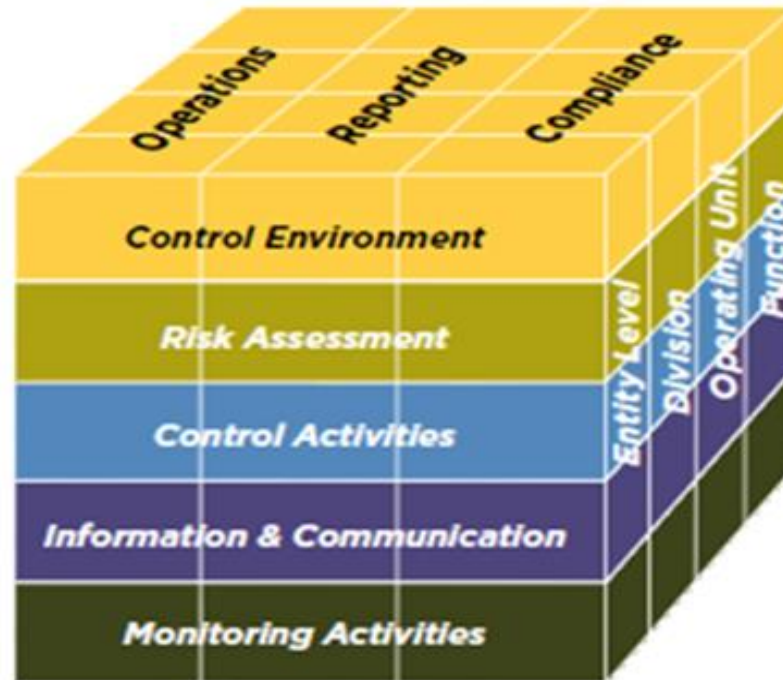 Operations
Reporting
Compliance
Control Environment
Risk Assessment
Control Activities
Information & Communication
Monitoring Activities
Entity Level
Division
Operating Unit
Function